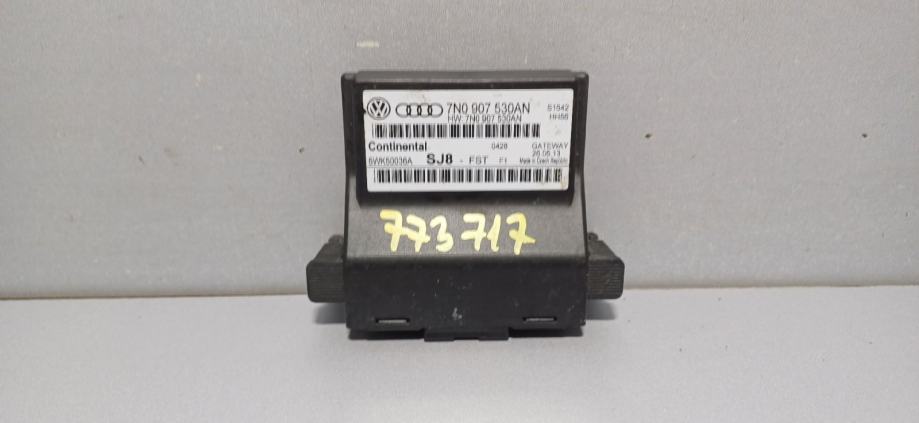 7N0 907 530AN S1542
HW: 7N0 907 530AN HH56
Continental 0428 GATEWAY
5WK50036A SJ8 - FST F1 26.06.13
Made in Czech Republic
773717